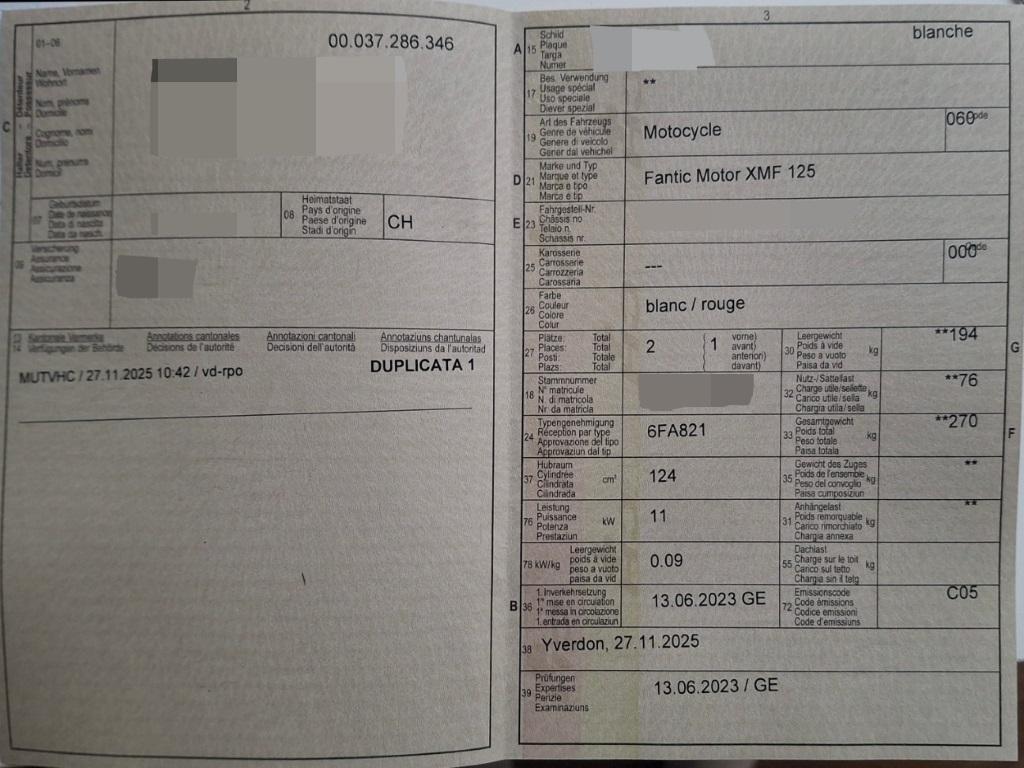 2
01-06
00.037.286.346
C
Halter - Détenteur
Detentore - Possessur
Name, Vornamen
Wohnort
Nom, prénoms
Domicile
Cognome, nomi
Domicilio
Num, prenums
Domicil
07
Geburtsdatum
Date de naissance
Data di nascita
Data da nasch.
08
Heimatstaat
Pays d'origine
Paese d'origine
Stadi d'origin
CH
09
Versicherung
Assurance
Assicurazione
Assicuranza
13 Kantonale Vermerke
14 Verfügungen der Behörde
Annotations cantonales
Décisions de l'autorité
Annotazioni cantonali
Decisioni dell'autorità
Annotaziuns chantunalas
Disposiziuns da l'autoritad
MUTVHC / 27.11.2025 10:42 / vd-rpo
DUPLICATA 1
3
A 15
Schild
Plaque
Targa
Numer
blanche
17
Bes. Verwendung
Usage spécial
Uso speciale
Diever spezial
**
19
Art des Fahrzeugs
Genre de véhicule
Genere di veicolo
Gener dal vehichel
Motocycle
060
D 21
Marke und Typ
Marque et type
Marca e tipo
Marca e tip
Fantic Motor XMF 125
E 23
Fahrgestell-Nr.
Châssis no
Telaio n.
Schassis nr.
25
Karosserie
Carrosserie
Carrozzeria
Carossaria
---
000
26
Farbe
Couleur
Colore
Colur
blanc / rouge
27
Plätze: Total
Places: Total
Posti: Totale
Plazs: Total
2
( 1
vorne)
avant)
anteriori)
davant)
30
Leergewicht
Poids à vide
Peso a vuoto
Paisa da vid
kg
**194
G
18
Stammnummer
N° matricule
N. di matricola
Nr. da matricla
32
Nutz-/Sattellast
Charge utile/sellette
Carico utile/sella
Chargia utila/sella
kg
**76
24
Typengenehmigung
Réception par type
Approvazione del tipo
Approvaziun dal tip
6FA821
33
Gesamtgewicht
Poids total
Peso totale
Paisa totala
kg
**270
F
37
Hubraum
Cylindrée
Cilindrata
Cilindrada
cm³
124
35
Gewicht des Zuges
Poids de l'ensemble
Peso del convoglio
Paisa cumposiziun
kg
**
76
Leistung
Puissance
Potenza
Prestaziun
kW
11
31
Anhängelast
Poids remorquable
Carico rimorchiato
Chargia annexa
kg
**
78 kW/kg
Leergewicht
poids à vide
peso a vuoto
paisa da vid
0.09
55
Dachlast
Charge sur le toit
Carico sul tetto
Chargia sin il tetg
kg
B 36
1. Inverkehrsetzung
1re mise en circulation
1a messa in circolazione
1. entrada en circulaziun
13.06.2023 GE
72
Emissionscode
Code émissions
Codice emissioni
Code d'emissiuns
C05
38
Yverdon, 27.11.2025
39
Prüfungen
Expertises
Perizie
Examinaziuns
13.06.2023 / GE